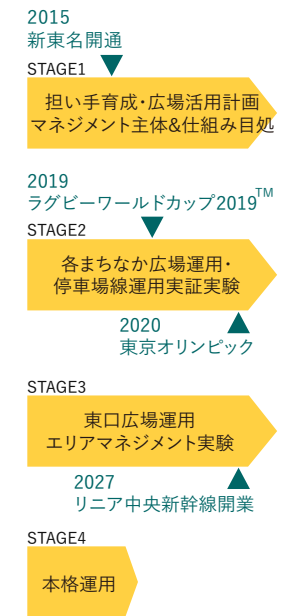 2015
新東名開通
STAGE1
担い手育成・広場活用計画
マネジメント主体&仕組み目処
2019
ラグビーワールドカップ2019™
STAGE2
各まちなか広場運用・
停車場線運用実証実験
2020
東京オリンピック
STAGE3
東口広場運用
エリアマネジメント実験
2027
リニア中央新幹線開業
STAGE4
本格運用